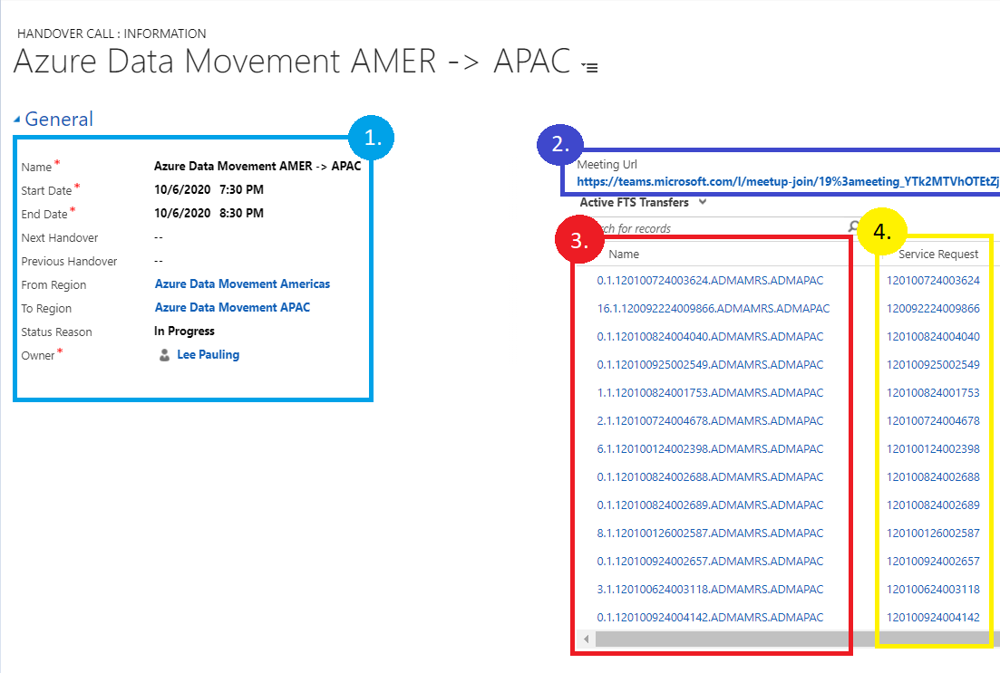 HANDOVER CALL : INFORMATION
Azure Data Movement AMER -> APAC
General
1.
Name*
Azure Data Movement AMER -> APAC
Start Date*
10/6/2020 7:30 PM
End Date*
10/6/2020 8:30 PM
Next Handover
--
Previous Handover
--
From Region
Azure Data Movement Americas
To Region
Azure Data Movement APAC
Status Reason
In Progress
Owner*
Lee Pauling
2.
Meeting Url
https://teams.microsoft.com/l/meetup-join/19%3ameeting_YTk2MTVhOTEtZj
Active FTS Transfers
for records
3.
4.
Name
Service Request
0.1.120100724003624.ADMAMRS.ADMAPAC
120100724003624
16.1.120092224009866.ADMAMRS.ADMAPAC
120092224009866
0.1.120100824004040.ADMAMRS.ADMAPAC
120100824004040
0.1.120100925002549.ADMAMRS.ADMAPAC
120100925002549
1.1.120100824001753.ADMAMRS.ADMAPAC
120100824001753
2.1.120100724004678.ADMAMRS.ADMAPAC
120100724004678
6.1.120100124002398.ADMAMRS.ADMAPAC
120100124002398
0.1.120100824002688.ADMAMRS.ADMAPAC
120100824002688
0.1.120100824002689.ADMAMRS.ADMAPAC
120100824002689
8.1.120100126002587.ADMAMRS.ADMAPAC
120100126002587
0.1.120100924002657.ADMAMRS.ADMAPAC
120100924002657
3.1.120100624003118.ADMAMRS.ADMAPAC
120100624003118
0.1.120100924004142.ADMAMRS.ADMAPAC
120100924004142